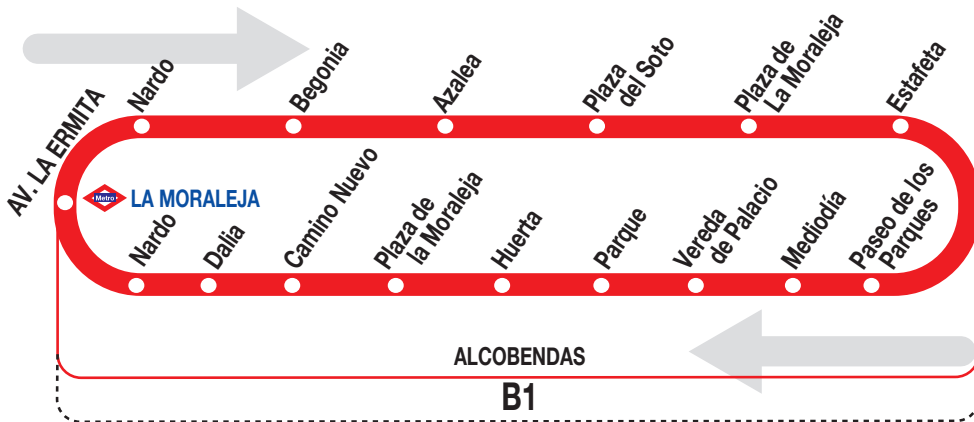 Nardo
Begonia
Azalea
Plaza
del Soto
Plaza de
La Moraleja
Estafeta
AV. LA ERMITA
Metro
LA MORALEJA
Nardo
Dalia
Camino Nuevo
Plaza de
la Moraleja
Huerta
Parque
Vereda
de Palacio
Mediodía
Paseo de los
Parques
ALCOBENDAS
B1